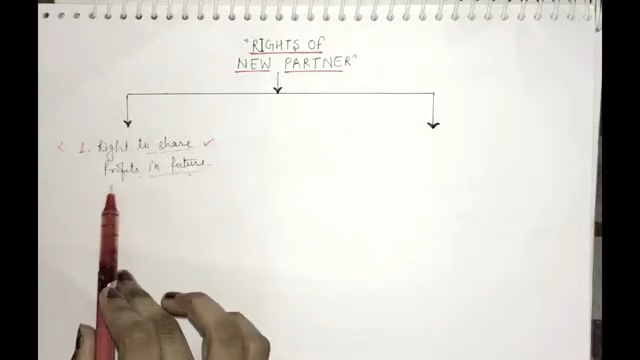 "RIGHTS OF
NEW PARTNER"
1. Right to share
Profits in future